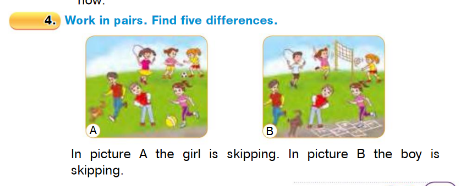 now.
4. Work in pairs. Find five differences.
A
B
In picture A the girl is skipping. In picture B the boy is
skipping.